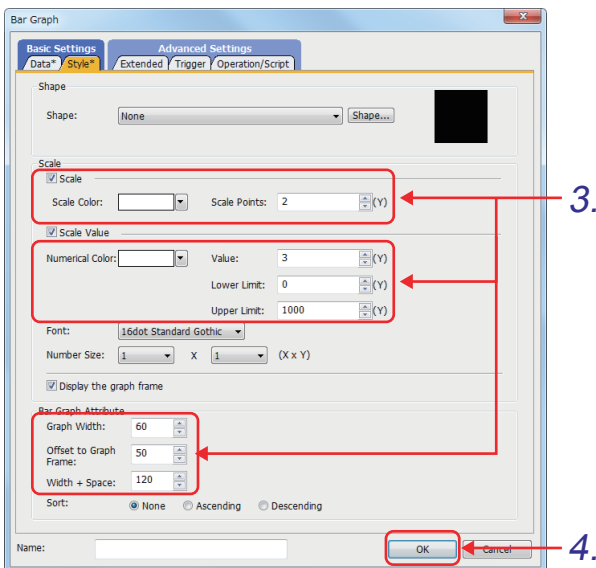 Bar Graph
Basic Settings Advanced Settings
Data* Style* Extended Trigger Operation/Script
Shape
Shape: None Shape...
Scale
Scale
Scale Color: Scale Points: 2 (Y)
3.
Scale Value
Numerical Color: Value: 3 (Y)
Lower Limit: 0 (Y)
Upper Limit: 1000 (Y)
Font: 16dot Standard Gothic
Number Size: 1 X 1 (X x Y)
Display the graph frame
Bar Graph Attribute
Graph Width: 60
Offset to Graph Frame: 50
Width + Space: 120
Sort: None Ascending Descending
Name: OK Cancel
4.